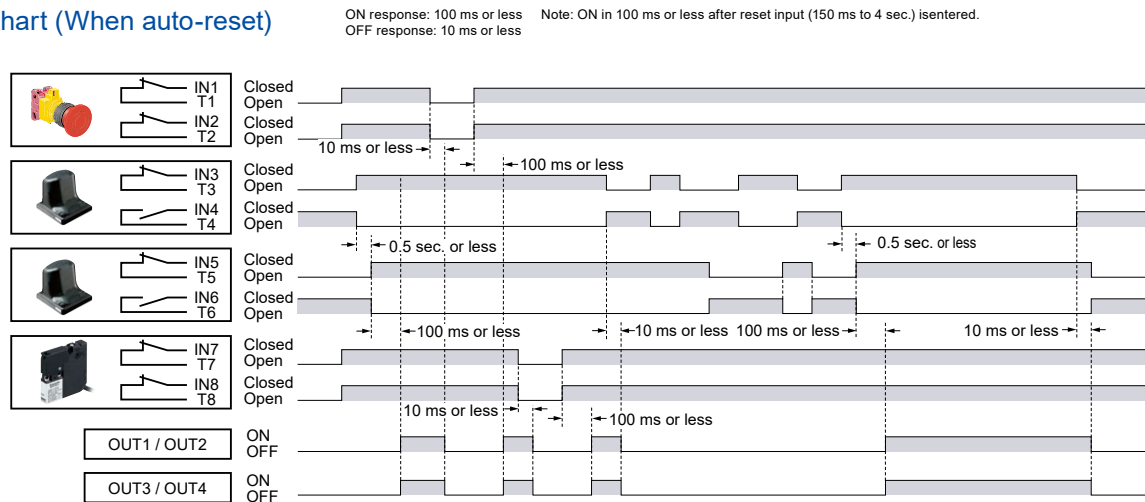 hart (When auto-reset)
ON response: 100 ms or less Note: ON in 100 ms or less after reset input (150 ms to 4 sec.) isentered.
OFF response: 10 ms or less
IN1 Closed
T1 Open
IN2 Closed
T2 Open
10 ms or less
100 ms or less
IN3 Closed
T3 Open
IN4 Closed
T4 Open
0.5 sec. or less
0.5 sec. or less
IN5 Closed
T5 Open
IN6 Closed
T6 Open
100 ms or less
10 ms or less
100 ms or less
10 ms or less
IN7 Closed
T7 Open
IN8 Closed
T8 Open
10 ms or less
100 ms or less
OUT1 / OUT2 ON
OFF
OUT3 / OUT4 ON
OFF